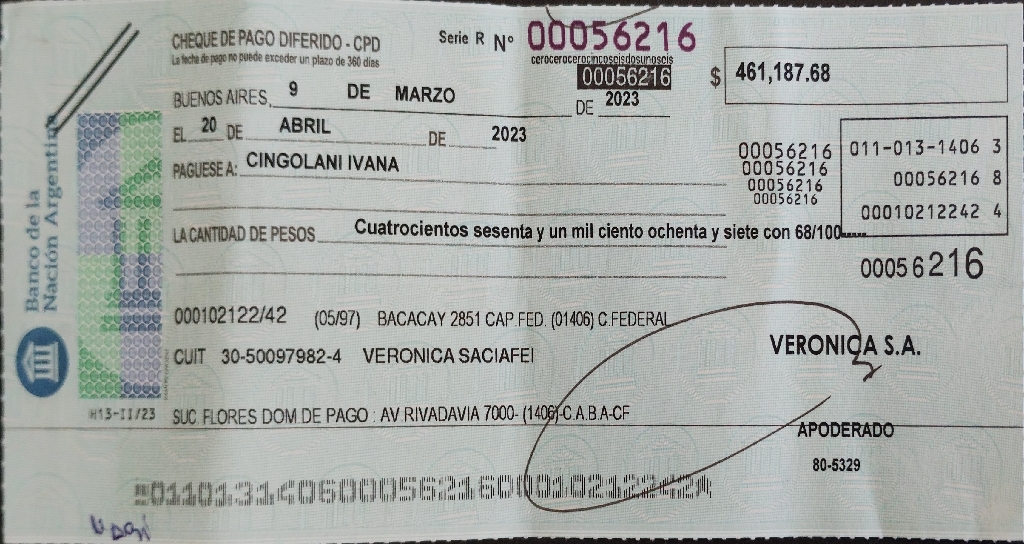 CHEQUE DE PAGO DIFERIDO - CPD
La fecha de pago no puede exceder un plazo de 360 días
Serie R Nº 00056216
cerocerocerocincoseisdosunoseis
00056216
$ 461,187.68
BUENOS AIRES, 9 DE MARZO DE 2023
EL 20 DE ABRIL DE 2023
PAGUESE A: CINGOLANI IVANA
00056216
00056216
00056216
00056216
011-013-1406 3
00056216 8
00010212242 4
LA CANTIDAD DE PESOS Cuatrocientos sesenta y un mil ciento ochenta y siete con 68/100-----
00056216
000102122/42 (05/97) BACACAY 2851 CAP.FED. (01406) C.FEDERAL
CUIT 30-50097982-4 VERONICA SACIAFEI
VERONICA S.A.
SUC FLORES DOM DE PAGO : AV RIVADAVIA 7000- (1406)-C.A.B.A-CF
APODERADO
80-5329
Banco de la
Nación Argentina
H13-II/23